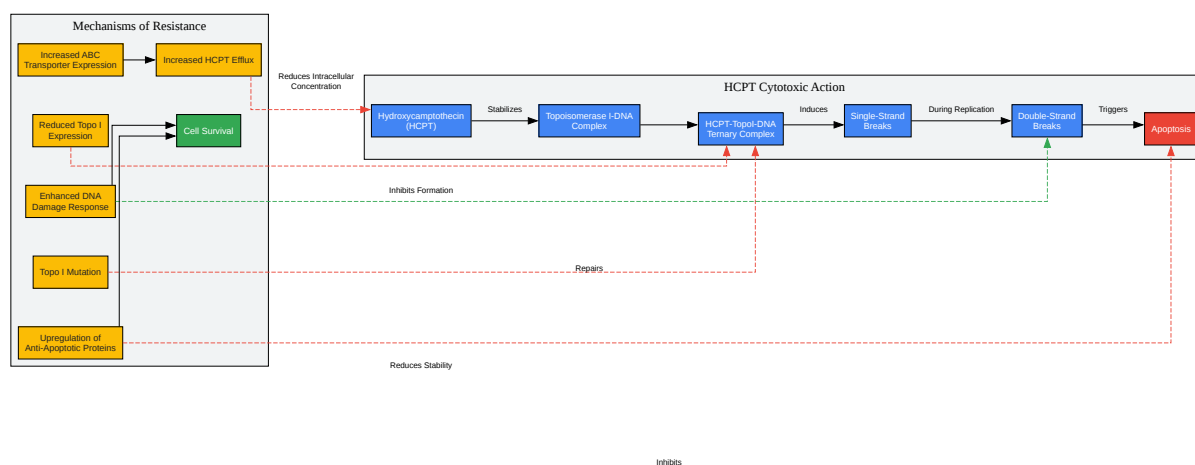 Mechanisms of Resistance
Increased ABC
Transporter Expression
Increased HCPT Efflux
Reduces Intracellular
Concentration
HCPT Cytotoxic Action
Hydroxycamptothecin
(HCPT)
Stabilizes
Topoisomerase I-DNA
Complex
HCPT-TopoI-DNA
Ternary Complex
Induces
Single-Strand
Breaks
During Replication
Double-Strand
Breaks
Triggers
Apoptosis
Reduced Topo I
Expression
Cell Survival
Enhanced DNA
Damage Response
Inhibits Formation
Topo I Mutation
Repairs
Upregulation of
Anti-Apoptotic Proteins
Reduces Stability
Inhibits